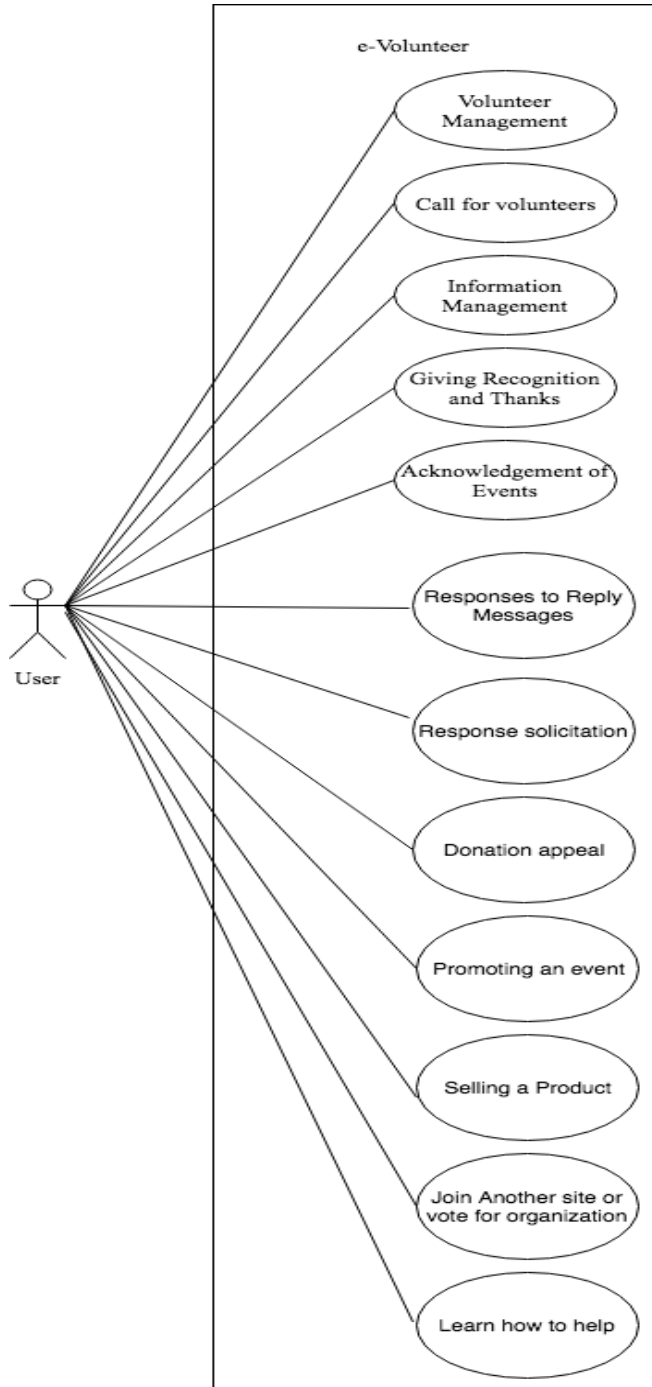 e-Volunteer
Volunteer
Management
Call for volunteers
Information
Management
Giving Recognition
and Thanks
Acknowledgement of
Events
Responses to Reply
Messages
User
Response solicitation
Donation appeal
Promoting an event
Selling a Product
Join Another site or
vote for organization
Learn how to help